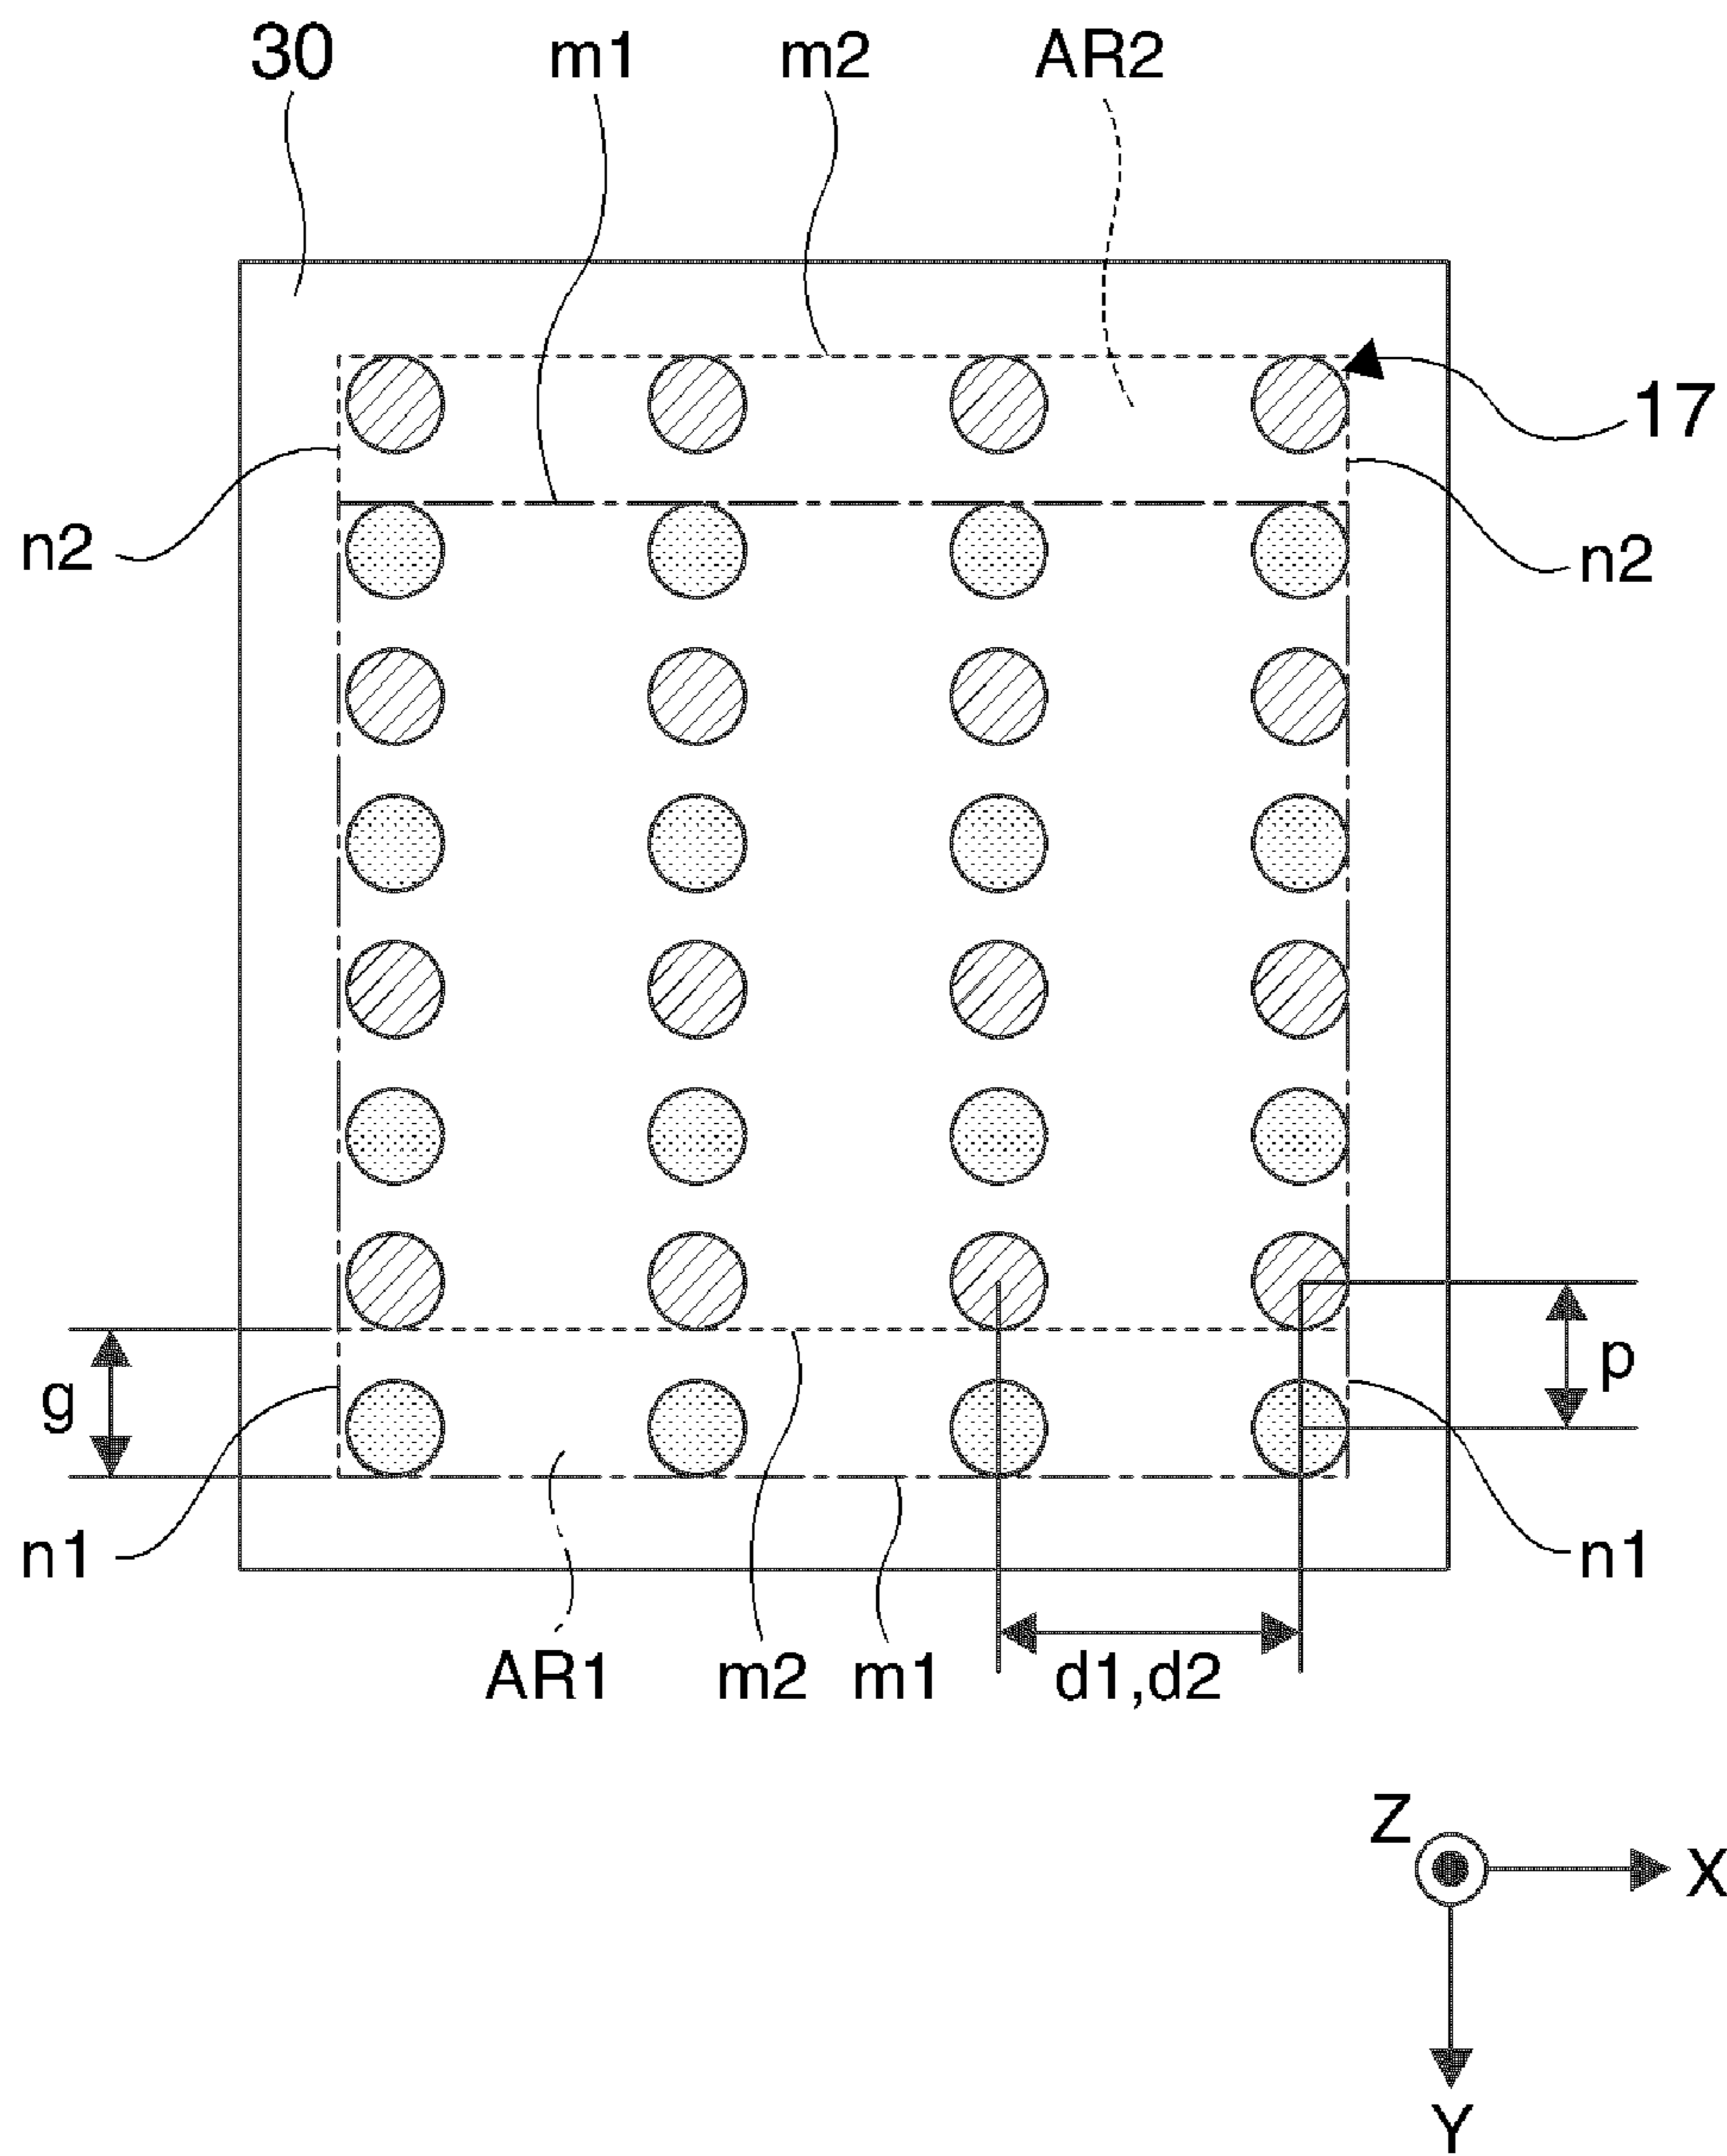 30 m1 m2 AR2
17
n2 n2
g p
n1 n1
AR1 m2 m1 d1,d2
Z
X
Y